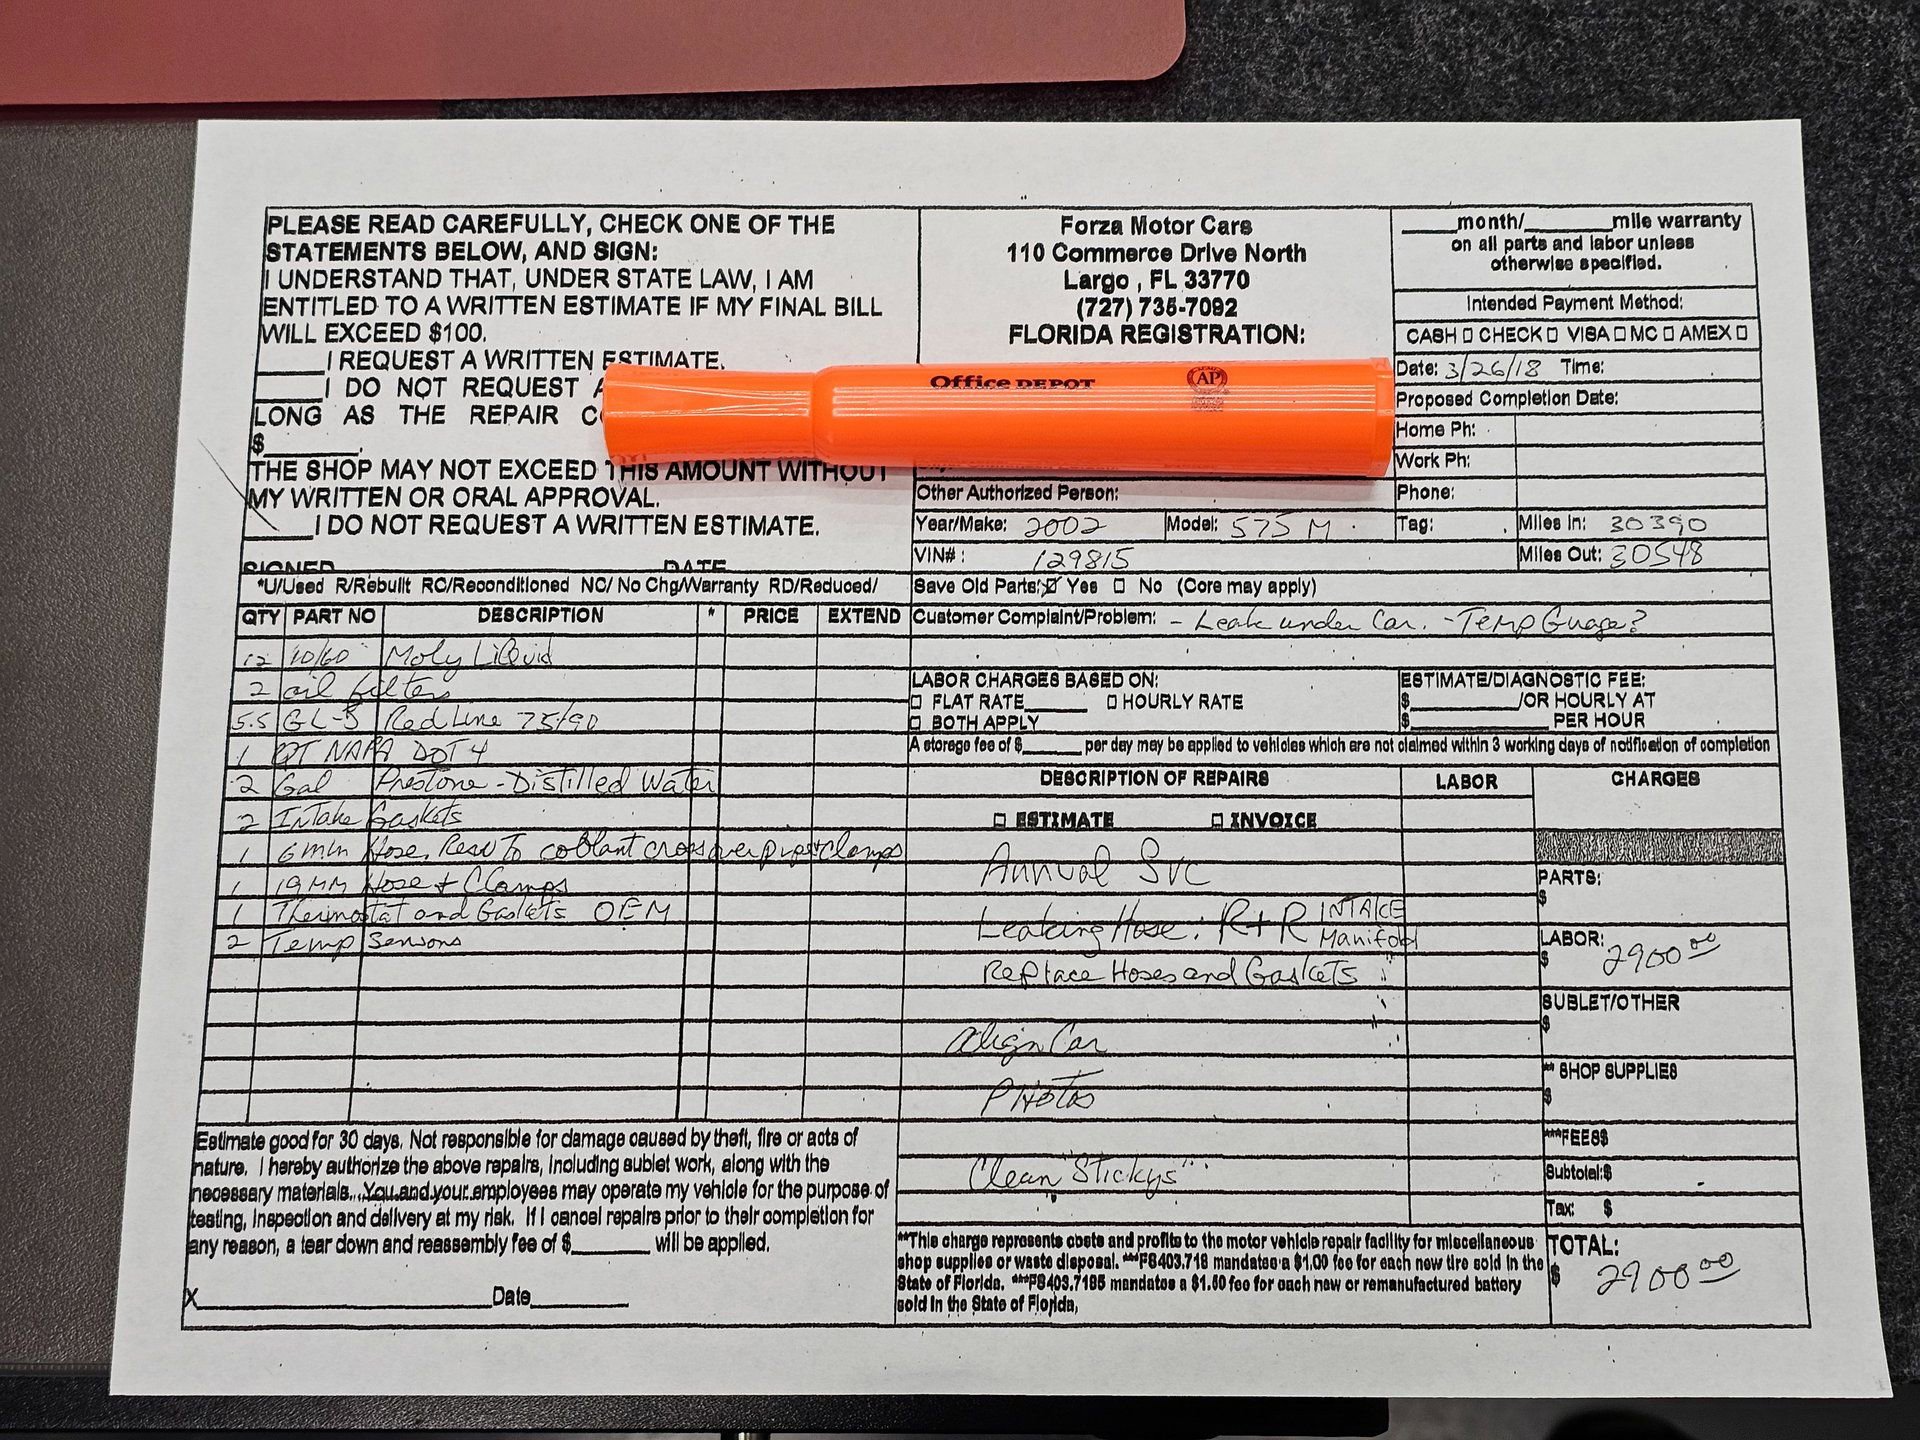 PLEASE READ CAREFULLY, CHECK ONE OF THE
STATEMENTS BELOW, AND SIGN:
I UNDERSTAND THAT, UNDER STATE LAW, I AM
ENTITLED TO A WRITTEN ESTIMATE IF MY FINAL BILL
WILL EXCEED $100.
____I REQUEST A WRITTEN ESTIMATE.
____I DO NOT REQUEST
LONG AS THE REPAIR
$________.
THE SHOP MAY NOT EXCEED THIS AMOUNT WITHOUT
MY WRITTEN OR ORAL APPROVAL.
____I DO NOT REQUEST A WRITTEN ESTIMATE.
SIGNED DATE
Forza Motor Cars
110 Commerce Drive North
Largo , FL 33770
(727) 735-7092
FLORIDA REGISTRATION:
Office DEPOT
AP
____month/______mile warranty
on all parts and labor unless
otherwise specified.
Intended Payment Method:
CASH □ CHECK □ VISA □ MC □ AMEX □
Date: 3/26/18 Time:
Proposed Completion Date:
Home Ph:
Work Ph:
Other Authorized Person: Phone:
Year/Make: 2002 Model: 575 M Tag: Miles In: 30390
VIN#: 129815 Miles Out: 30548
*U/Used R/Rebuilt RC/Reconditioned NC/ No Chg/Warranty RD/Reduced/
Save Old Parts: ☑ Yes □ No (Core may apply)
QTY PART NO DESCRIPTION * PRICE EXTEND
12 10/60 Moly Liquid
2 oil filters
5.5 GL-5 Red Line 75/90
1 QT NAPA DOT 4
2 Gal Prestone - Distilled Water
2 Intake Gaskets
1 6mm Hose, Resv To coolant crossover pipe + clamps
1 19MM Hose + Clamps
1 Thermostat and Gaskets OEM
2 Temp Sensors
Customer Complaint/Problem: - Leak under Car. - Temp Guage?
LABOR CHARGES BASED ON:
□ FLAT RATE______ □ HOURLY RATE
□ BOTH APPLY
ESTIMATE/DIAGNOSTIC FEE:
$__________/OR HOURLY AT
$____________ PER HOUR
A storage fee of $______ per day may be applied to vehicles which are not claimed within 3 working days of notification of completion
DESCRIPTION OF REPAIRS LABOR CHARGES
□ ESTIMATE □ INVOICE
Annual Svc
Leaking Hose: R+R INTAKE
Manifold
Replace Hoses and Gaskets
Align Car
PHotos
Clean "Stickys"
PARTS:
$
LABOR:
$ 2900.00
SUBLET/OTHER
$
** SHOP SUPPLIES
$
***FEES$
Subtotal:$
Tax: $
TOTAL:
$ 2900.00
Estimate good for 30 days. Not responsible for damage caused by theft, fire or acts of
nature. I hereby authorize the above repairs, including sublet work, along with the
necessary materials. You and your employees may operate my vehicle for the purpose of
testing, inspection and delivery at my risk. If I cancel repairs prior to their completion for
any reason, a tear down and reassembly fee of $_______ will be applied.
X__________________________Date__________
**This charge represents costs and profits to the motor vehicle repair facility for miscellaneous
shop supplies or waste disposal. ***FS403.718 mandates a $1.00 fee for each new tire sold in the
State of Florida. ***FS403.7185 mandates a $1.50 fee for each new or remanufactured battery
sold in the State of Florida,